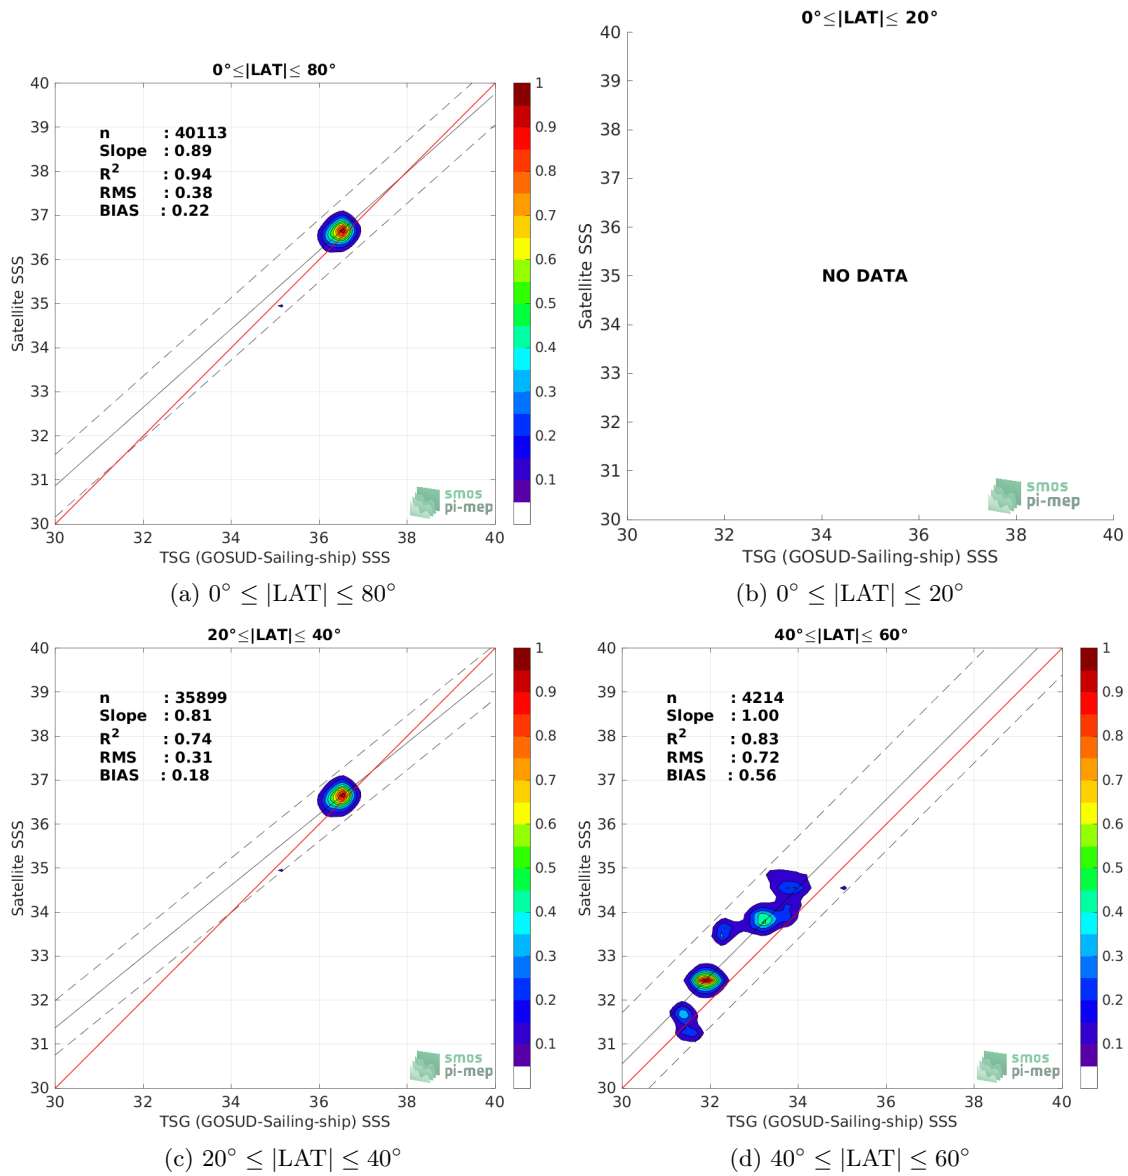 0°≤|LAT|≤ 80°
40
39
38
37
36
35
34
33
32
31
30
n : 40113
Slope : 0.89
R² : 0.94
RMS : 0.38
BIAS : 0.22
Satellite SSS
smos
pi-mep
30 32 34 36 38 40
TSG (GOSUD-Sailing-ship) SSS
1
0.9
0.8
0.7
0.6
0.5
0.4
0.3
0.2
0.1
(a) 0° ≤ |LAT| ≤ 80°
0°≤|LAT|≤ 20°
40
39
38
37
36
35
34
33
32
31
30
Satellite SSS
NO DATA
smos
pi-mep
30 32 34 36 38 40
TSG (GOSUD-Sailing-ship) SSS
(b) 0° ≤ |LAT| ≤ 20°
20°≤|LAT|≤ 40°
40
39
38
37
36
35
34
33
32
31
30
n : 35899
Slope : 0.81
R² : 0.74
RMS : 0.31
BIAS : 0.18
Satellite SSS
smos
pi-mep
30 32 34 36 38 40
TSG (GOSUD-Sailing-ship) SSS
1
0.9
0.8
0.7
0.6
0.5
0.4
0.3
0.2
0.1
(c) 20° ≤ |LAT| ≤ 40°
40°≤|LAT|≤ 60°
40
39
38
37
36
35
34
33
32
31
30
n : 4214
Slope : 1.00
R² : 0.83
RMS : 0.72
BIAS : 0.56
Satellite SSS
smos
pi-mep
30 32 34 36 38 40
TSG (GOSUD-Sailing-ship) SSS
1
0.9
0.8
0.7
0.6
0.5
0.4
0.3
0.2
0.1
(d) 40° ≤ |LAT| ≤ 60°